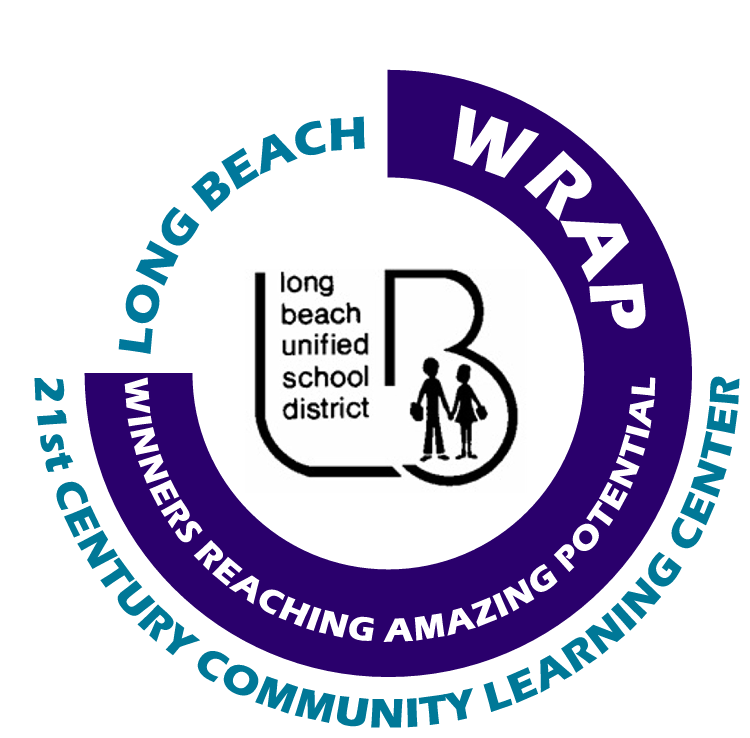 LONG BEACH
WRAP
long
beach
unified
school
district
WINNERS REACHING AMAZING POTENTIAL
21st CENTURY COMMUNITY LEARNING CENTER